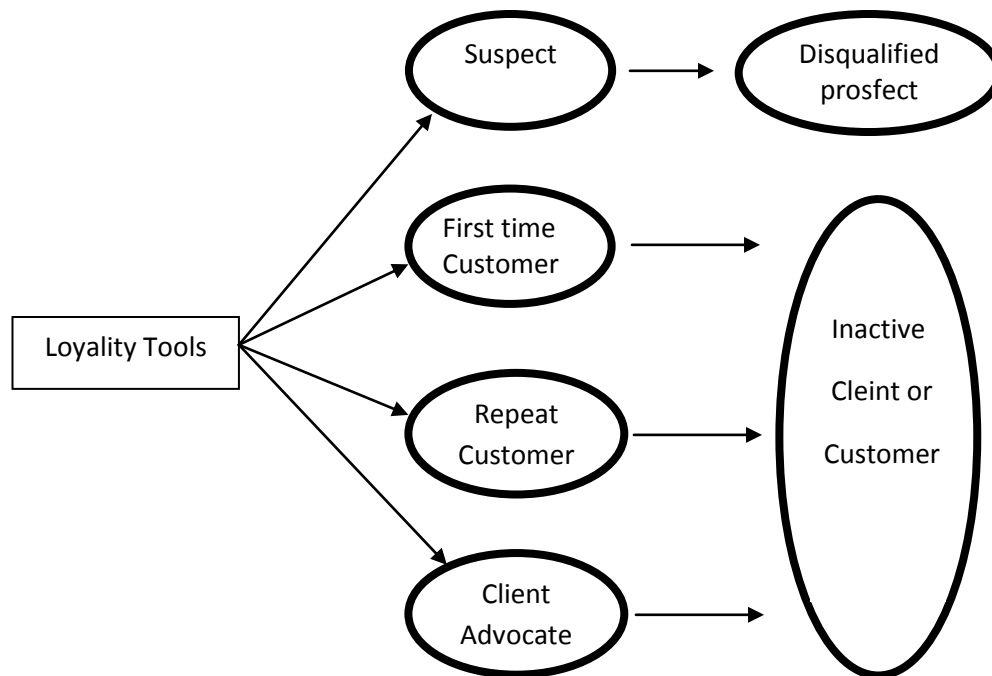 Suspect
Disqualified
prosfect
First time
Customer
Loyality Tools
Inactive
Cleint or
Customer
Repeat
Customer
Client
Advocate